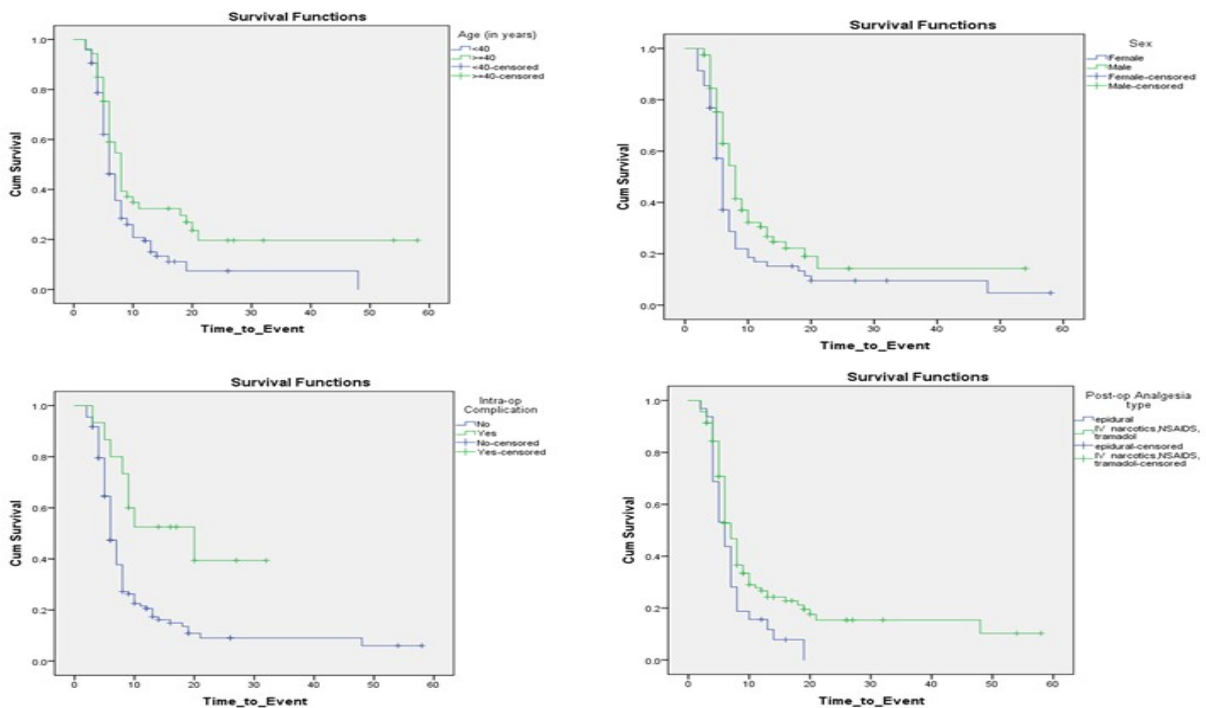 Survival Functions
Age (in years)
<40
>=40
<40-censored
>=40-censored
1.0
0.8
0.6
0.4
0.2
0.0
Cum Survival
0 10 20 30 40 50 60
Time_to_Event
Survival Functions
Sex
Female
Male
Female-censored
Male-censored
1.0
0.8
0.6
0.4
0.2
0.0
Cum Survival
0 10 20 30 40 50 60
Time_to_Event
Survival Functions
Intra-op
Complication
No
Yes
No-censored
Yes-censored
1.0
0.8
0.6
0.4
0.2
0.0
Cum Survival
0 10 20 30 40 50 60
Time_to_Event
Survival Functions
Post-op Analgesia
type
epidural
IV narcotics,NSAIDS,
tramadol
epidural-censored
IV narcotics,NSAIDS,
tramadol-censored
1.0
0.8
0.6
0.4
0.2
0.0
Cum Survival
0 10 20 30 40 50 60
Time_to_Event